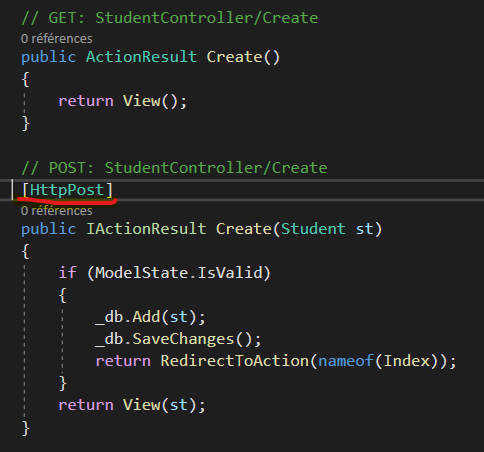 // GET: StudentController/Create
0 références
public ActionResult Create()
{
return View();
}
// POST: StudentController/Create
[HttpPost]
0 références
public IActionResult Create(Student st)
{
if (ModelState.IsValid)
{
_db.Add(st);
_db.SaveChanges();
return RedirectToAction(nameof(Index));
}
return View(st);
}